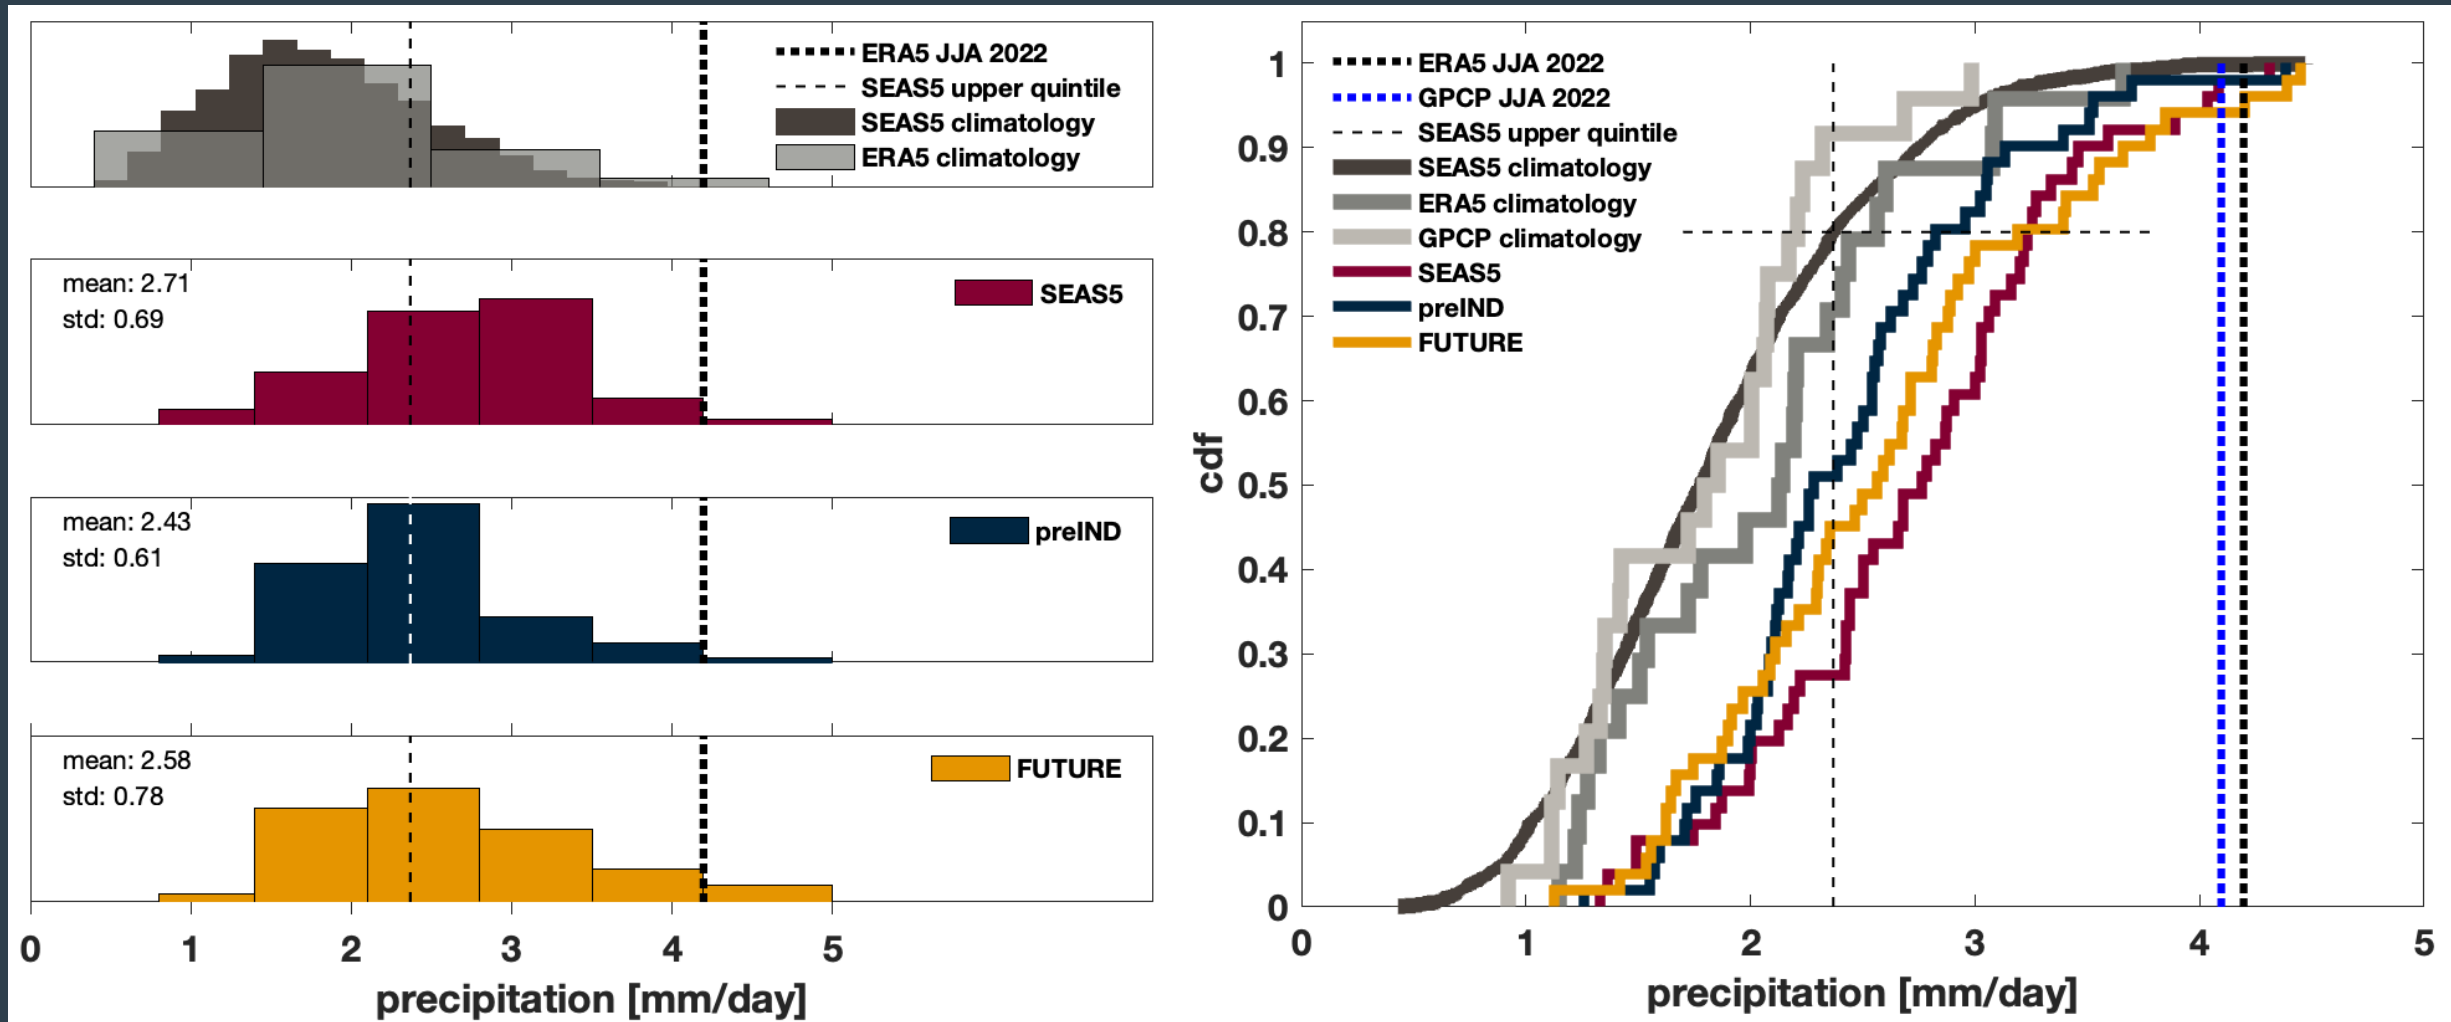 ERA5 JJA 2022
SEAS5 upper quintile
SEAS5 climatology
ERA5 climatology
mean: 2.71
std: 0.69
SEAS5
mean: 2.43
std: 0.61
preIND
mean: 2.58
std: 0.78
FUTURE
0 1 2 3 4 5
precipitation [mm/day]
ERA5 JJA 2022
GPCP JJA 2022
SEAS5 upper quintile
SEAS5 climatology
ERA5 climatology
GPCP climatology
SEAS5
preIND
FUTURE
cdf
1
0.9
0.8
0.7
0.6
0.5
0.4
0.3
0.2
0.1
0
0 1 2 3 4 5
precipitation [mm/day]